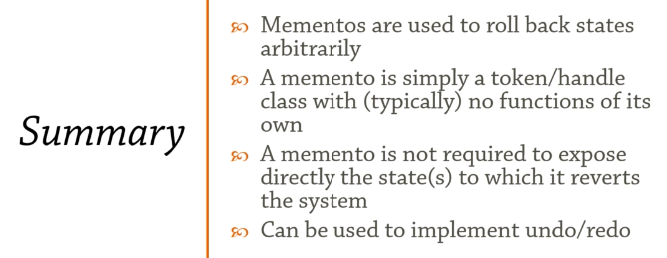 Summary
Mementos are used to roll back states
arbitrarily
A memento is simply a token/handle
class with (typically) no functions of its
own
A memento is not required to expose
directly the state(s) to which it reverts
the system
Can be used to implement undo/redo